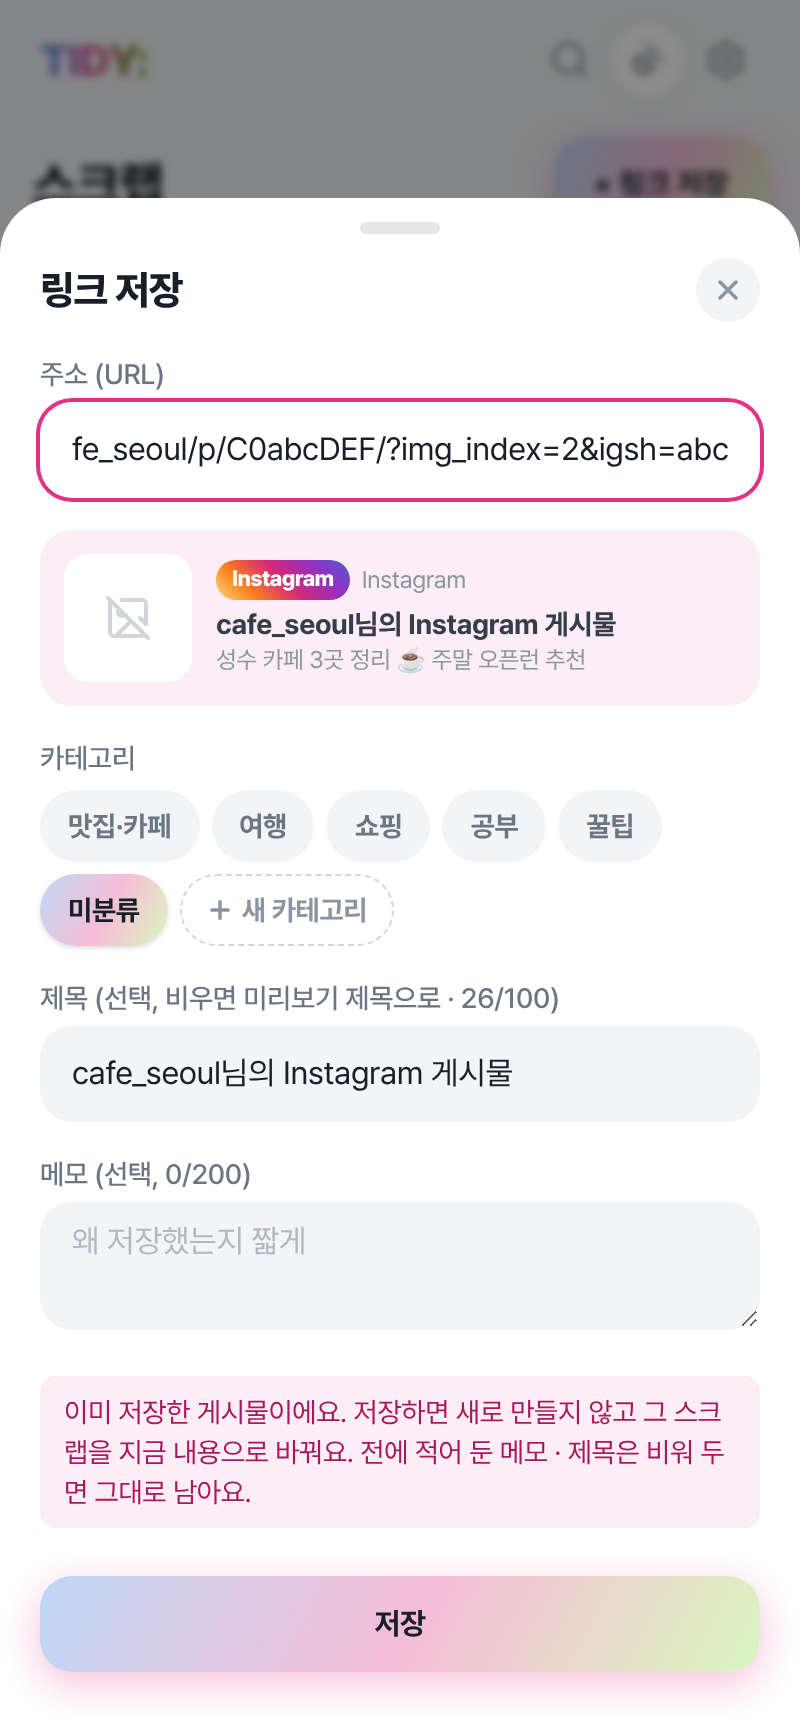 TIDY:
스크랩
+ 링크 저장
링크 저장
주소 (URL)
fe_seoul/p/C0abcDEF/?img_index=2&igsh=abc
Instagram Instagram
cafe_seoul님의 Instagram 게시물
성수 카페 3곳 정리 ☕ 주말 오픈런 추천
카테고리
맛집·카페 여행 쇼핑 공부 꿀팁
미분류 + 새 카테고리
제목 (선택, 비우면 미리보기 제목으로 · 26/100)
cafe_seoul님의 Instagram 게시물
메모 (선택, 0/200)
왜 저장했는지 짧게
이미 저장한 게시물이에요. 저장하면 새로 만들지 않고 그 스크
랩을 지금 내용으로 바꿔요. 전에 적어 둔 메모 · 제목은 비워 두
면 그대로 남아요.
저장